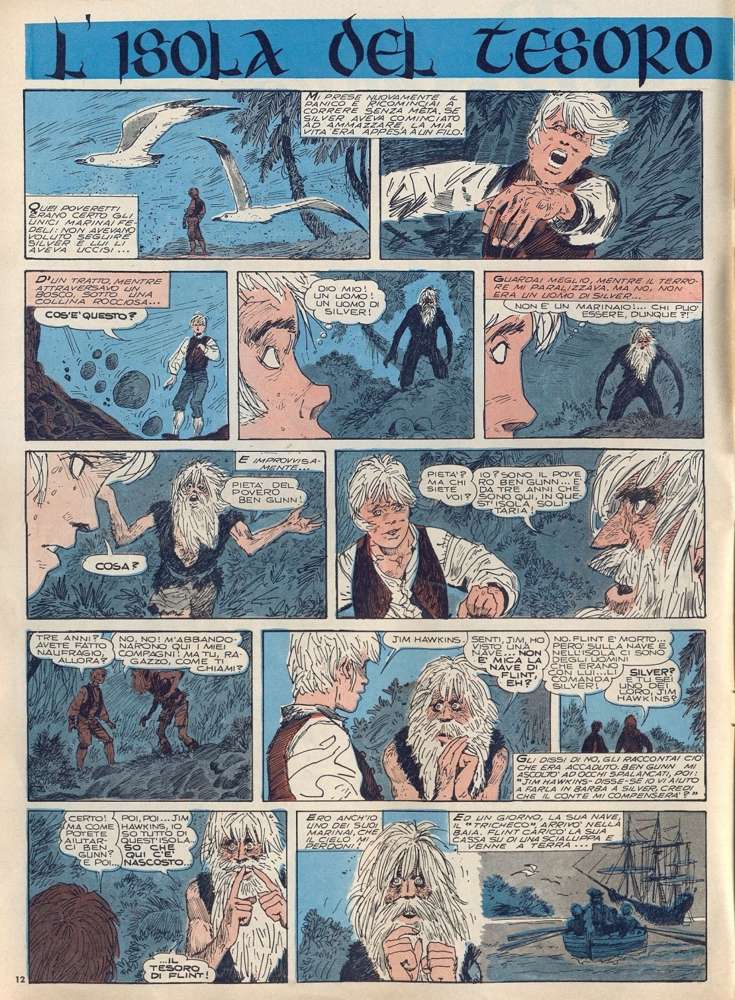 L'ISOLA DEL TESORO
QUEI POVERETTI
ERANO CERTO GLI
UNICI MARINAI FE-
DELI: NON AVEVANO
VOLUTO SEGUIRE
SILVER E LUI LI
AVEVA UCCISI...
MI PRESE NUOVAMENTE IL
PANICO E RICOMINCIAI A
CORRERE SENZA META. SE
SILVER AVEVA COMINCIATO
AD AMMAZZARE, LA MIA
VITA ERA APPESA A UN FILO!
D'UN TRATTO, MENTRE
ATTRAVERSAVO UN
BOSCO, SOTTO UNA
COLLINA ROCCIOSA...
COS'E' QUESTO?
DIO MIO!
UN UOMO!
UN UOMO DI
SILVER!
GUARDAI MEGLIO, MENTRE IL TERRO-
RE MI PARALIZZAVA. MA NO, NON
ERA UN UOMO DI SILVER...
NON E' UN MARINAIO!... CHI PUO'
ESSERE, DUNQUE?!
E IMPROVVISA-
MENTE...
PIETA' DEL
POVERO
BEN GUNN!
COSA?
PIETA'?
MA CHI
SIETE
VOI?
IO? SONO IL POVE
RO BEN GUNN... E'
DA TRE ANNI CHE
SONO QUI, IN QUE-
ST'ISOLA, SOLI-
TARIA!
TRE ANNI?
AVETE FATTO
NAUFRAGIO,
ALLORA?
NO, NO! M'ABBANDO-
NARONO QUI I MIEI
COMPAGNI! MA TU, RA-
GAZZO, COME TI
CHIAMI?
JIM HAWKINS.
SENTI, JIM, HO
VISTO UNA
NAVE... NON
E' MICA LA
NAVE DI
FLINT,
EH?
NO. FLINT E' MORTO...
PERO' SULLA NAVE E
NELL'ISOLA CI SONO
DEGLI UOMINI
CHE ERANO
CON LUI... LI
COMANDA
SILVER!
SILVER?
E TU SEI
UNO DEI
LORO, JIM
HAWKINS?
GLI DISSI DI NO, GLI RACCONTAI CIO'
CHE ERA ACCADUTO. BEN GUNN MI
ASCOLTO' AD OCCHI SPALANCATI, POI:
"JIM HAWKINS - DISSE - SE IO VI AIUTO
A FARLA IN BARBA A SILVER, CREDI
CHE IL CONTE MI COMPENSERA'?"
CERTO!
MA COME
POTETE
AIUTAR-
CI BEN
GUNN?
E POI...
POI, POI... JIM
HAWKINS, IO
SO TUTTO DI
QUEST'ISOLA...
SO CHE
QUI C'E'
NASCOSTO...
...IL
TESORO
DI FLINT!
ERO ANCH'IO
UNO DEI SUOI
MARINAI, CHE
IL CIELO MI
PERDONI!
ED UN GIORNO, LA SUA NAVE,
IL "TRICHECO" ARRIVO' NELLA
BAIA. FLINT CARICO' LA SUA
CASSA SU DI UNA SCIALUPPA E
VENNE A TERRA...
12